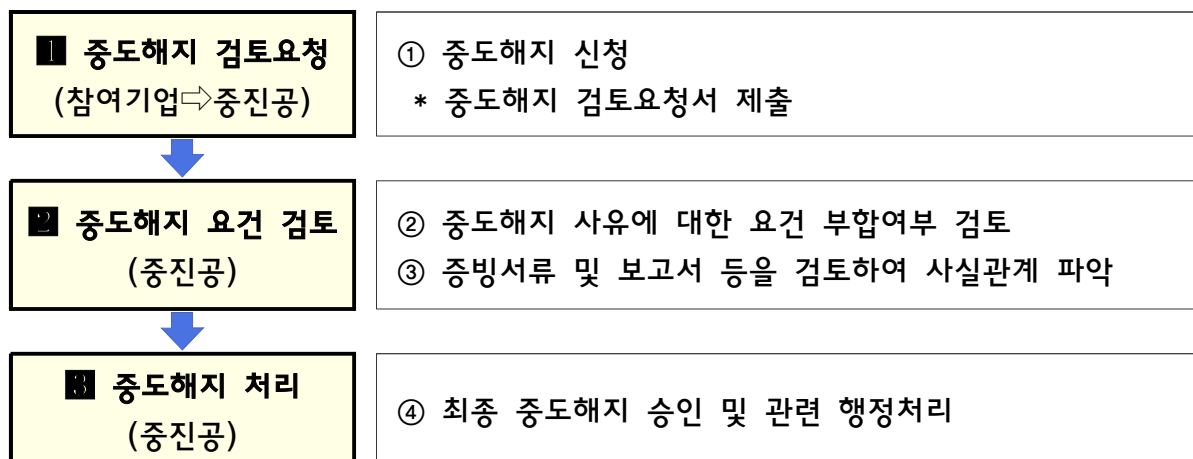 1 중도해지 검토요청
(참여기업⇨중진공)
① 중도해지 신청
* 중도해지 검토요청서 제출
2 중도해지 요건 검토
(중진공)
② 중도해지 사유에 대한 요건 부합여부 검토
③ 증빙서류 및 보고서 등을 검토하여 사실관계 파악
3 중도해지 처리
(중진공)
④ 최종 중도해지 승인 및 관련 행정처리